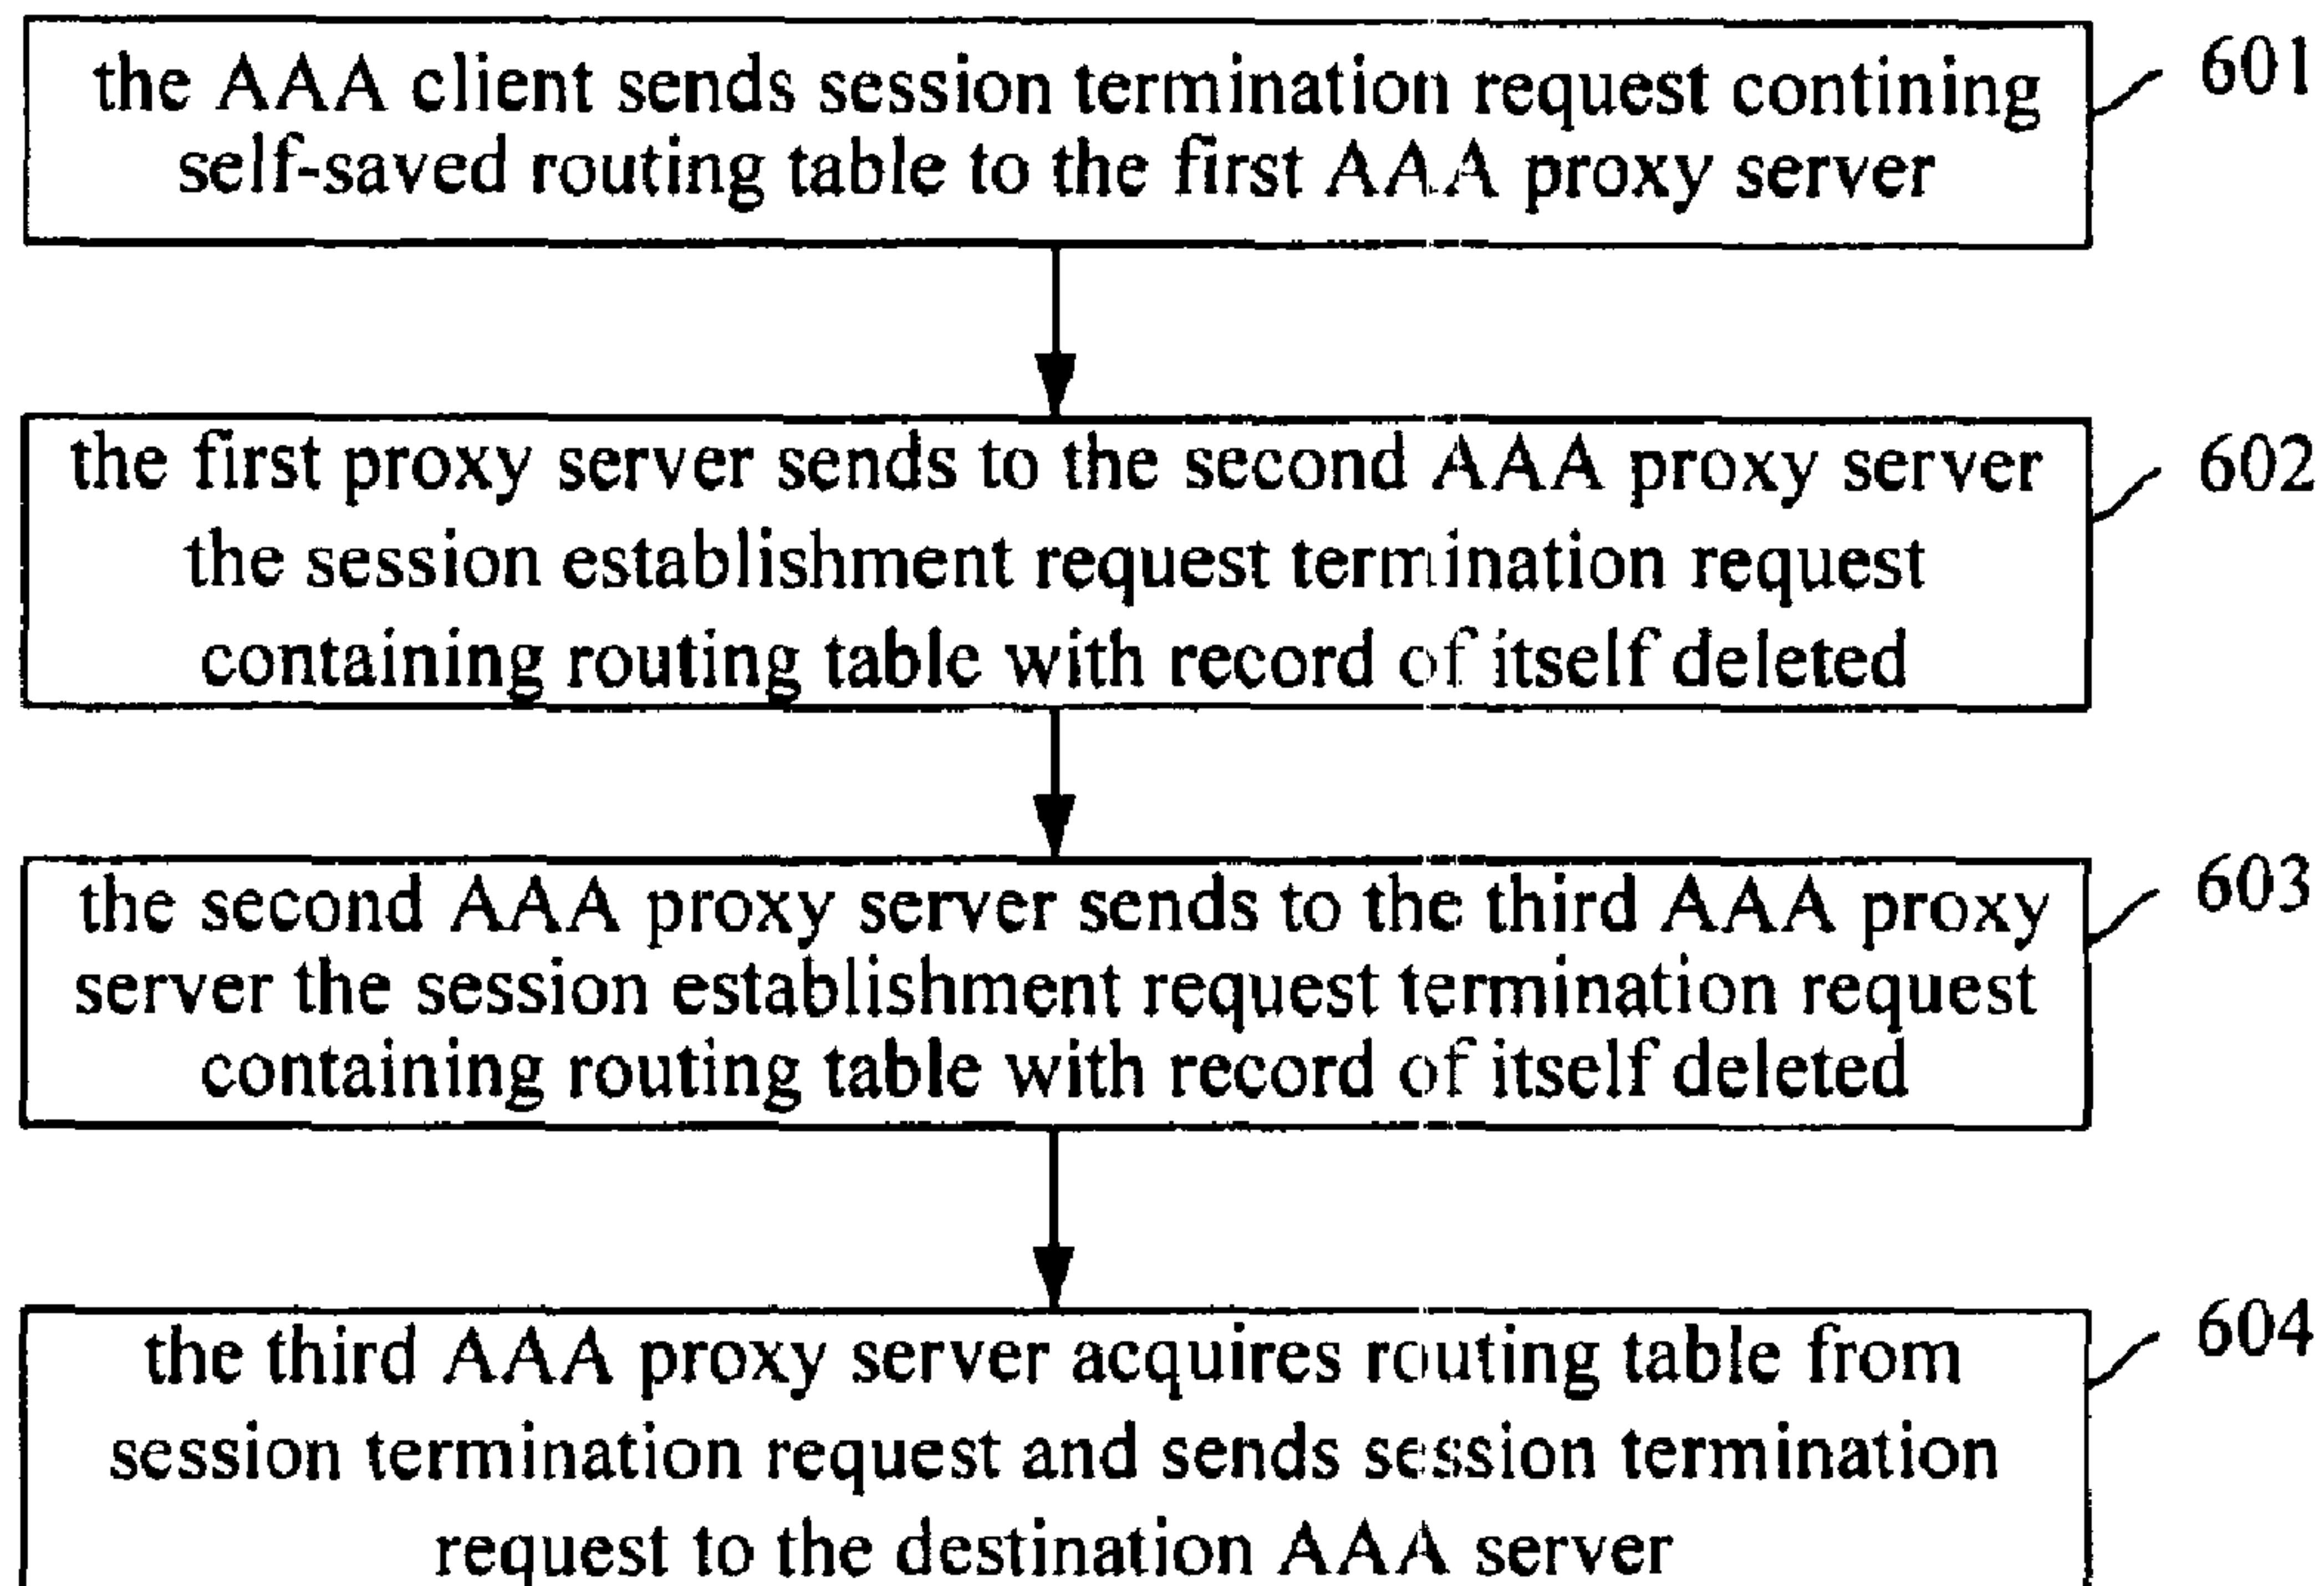 the AAA client sends session termination request contining
self-saved routing table to the first AAA proxy server
601
the first proxy server sends to the second AAA proxy server
the session establishment request termination request
containing routing table with record of itself deleted
602
the second AAA proxy server sends to the third AAA proxy
server the session establishment request termination request
containing routing table with record of itself deleted
603
the third AAA proxy server acquires routing table from
session termination request and sends session termination
request to the destination AAA server
604